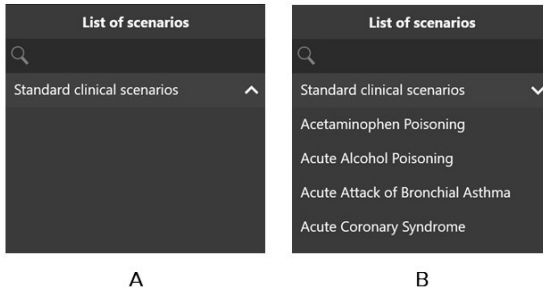 List of scenarios
Standard clinical scenarios
A
List of scenarios
Standard clinical scenarios
Acetaminophen Poisoning
Acute Alcohol Poisoning
Acute Attack of Bronchial Asthma
Acute Coronary Syndrome
B